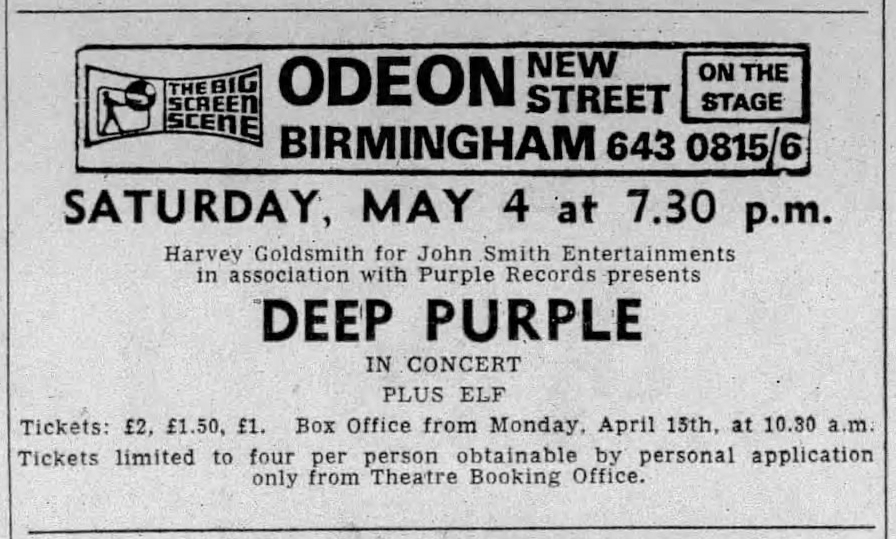 THE BIG
SCREEN
SCENE
ODEON NEW STREET
ON THE STAGE
BIRMINGHAM 643 0815/6
SATURDAY, MAY 4 at 7.30 p.m.
Harvey Goldsmith for John Smith Entertainments
in association with Purple Records presents
DEEP PURPLE
IN CONCERT
PLUS ELF
Tickets: £2, £1.50, £1. Box Office from Monday, April 15th, at 10.30 a.m.
Tickets limited to four per person obtainable by personal application
only from Theatre Booking Office.